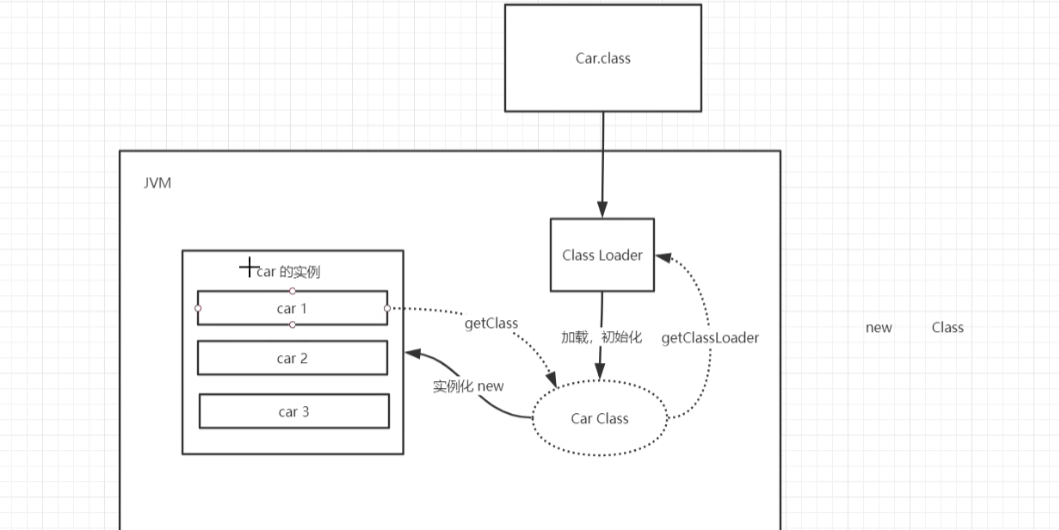 Car.class
JVM
Class Loader
car 的实例
car 1
getClass
加载，初始化
getClassLoader
new
Class
car 2
实例化 new
car 3
Car Class